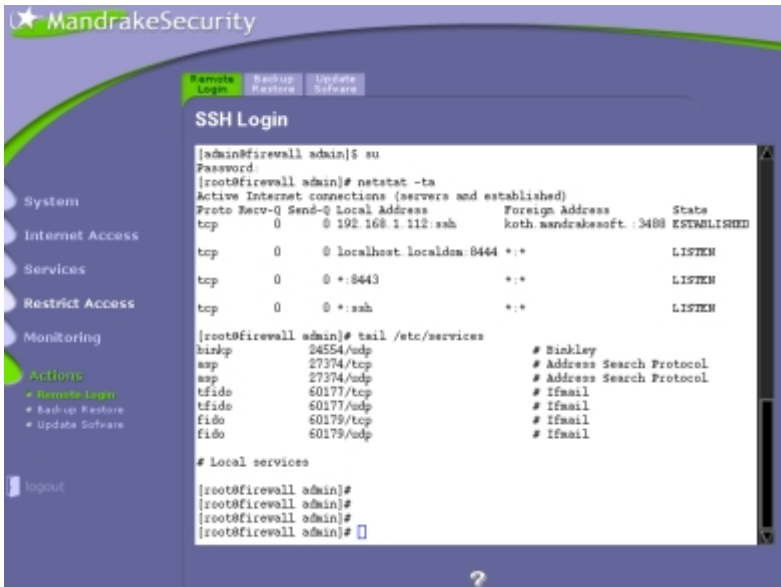 MandrakeSecurity
Remote Login
Backup Restore
Update Sofware
SSH Login
System
Internet Access
Services
Restrict Access
Monitoring
Actions
Remote Login
Backup Restore
Update Sofware
logout
[admin@firewall admin]$ su
Password:
[root@firewall admin]# netstat -ta
Active Internet connections (servers and established)
Proto Recv-Q Send-Q Local Address Foreign Address State
tcp 0 0 192.168.1.112:ssh koth.mandrakesoft.:3488 ESTABLISHED
tcp 0 0 localhost.localdom:8444 *:* LISTEN
tcp 0 0 *:8443 *:* LISTEN
tcp 0 0 *:ssh *:* LISTEN
[root@firewall admin]# tail /etc/services
binkp 24554/udp # Binkley
asp 27374/tcp # Address Search Protocol
asp 27374/udp # Address Search Protocol
tfido 60177/tcp # Ifmail
tfido 60177/udp # Ifmail
fido 60179/tcp # Ifmail
fido 60179/udp # Ifmail
# Local services
[root@firewall admin]#
[root@firewall admin]#
[root@firewall admin]#
[root@firewall admin]#
?